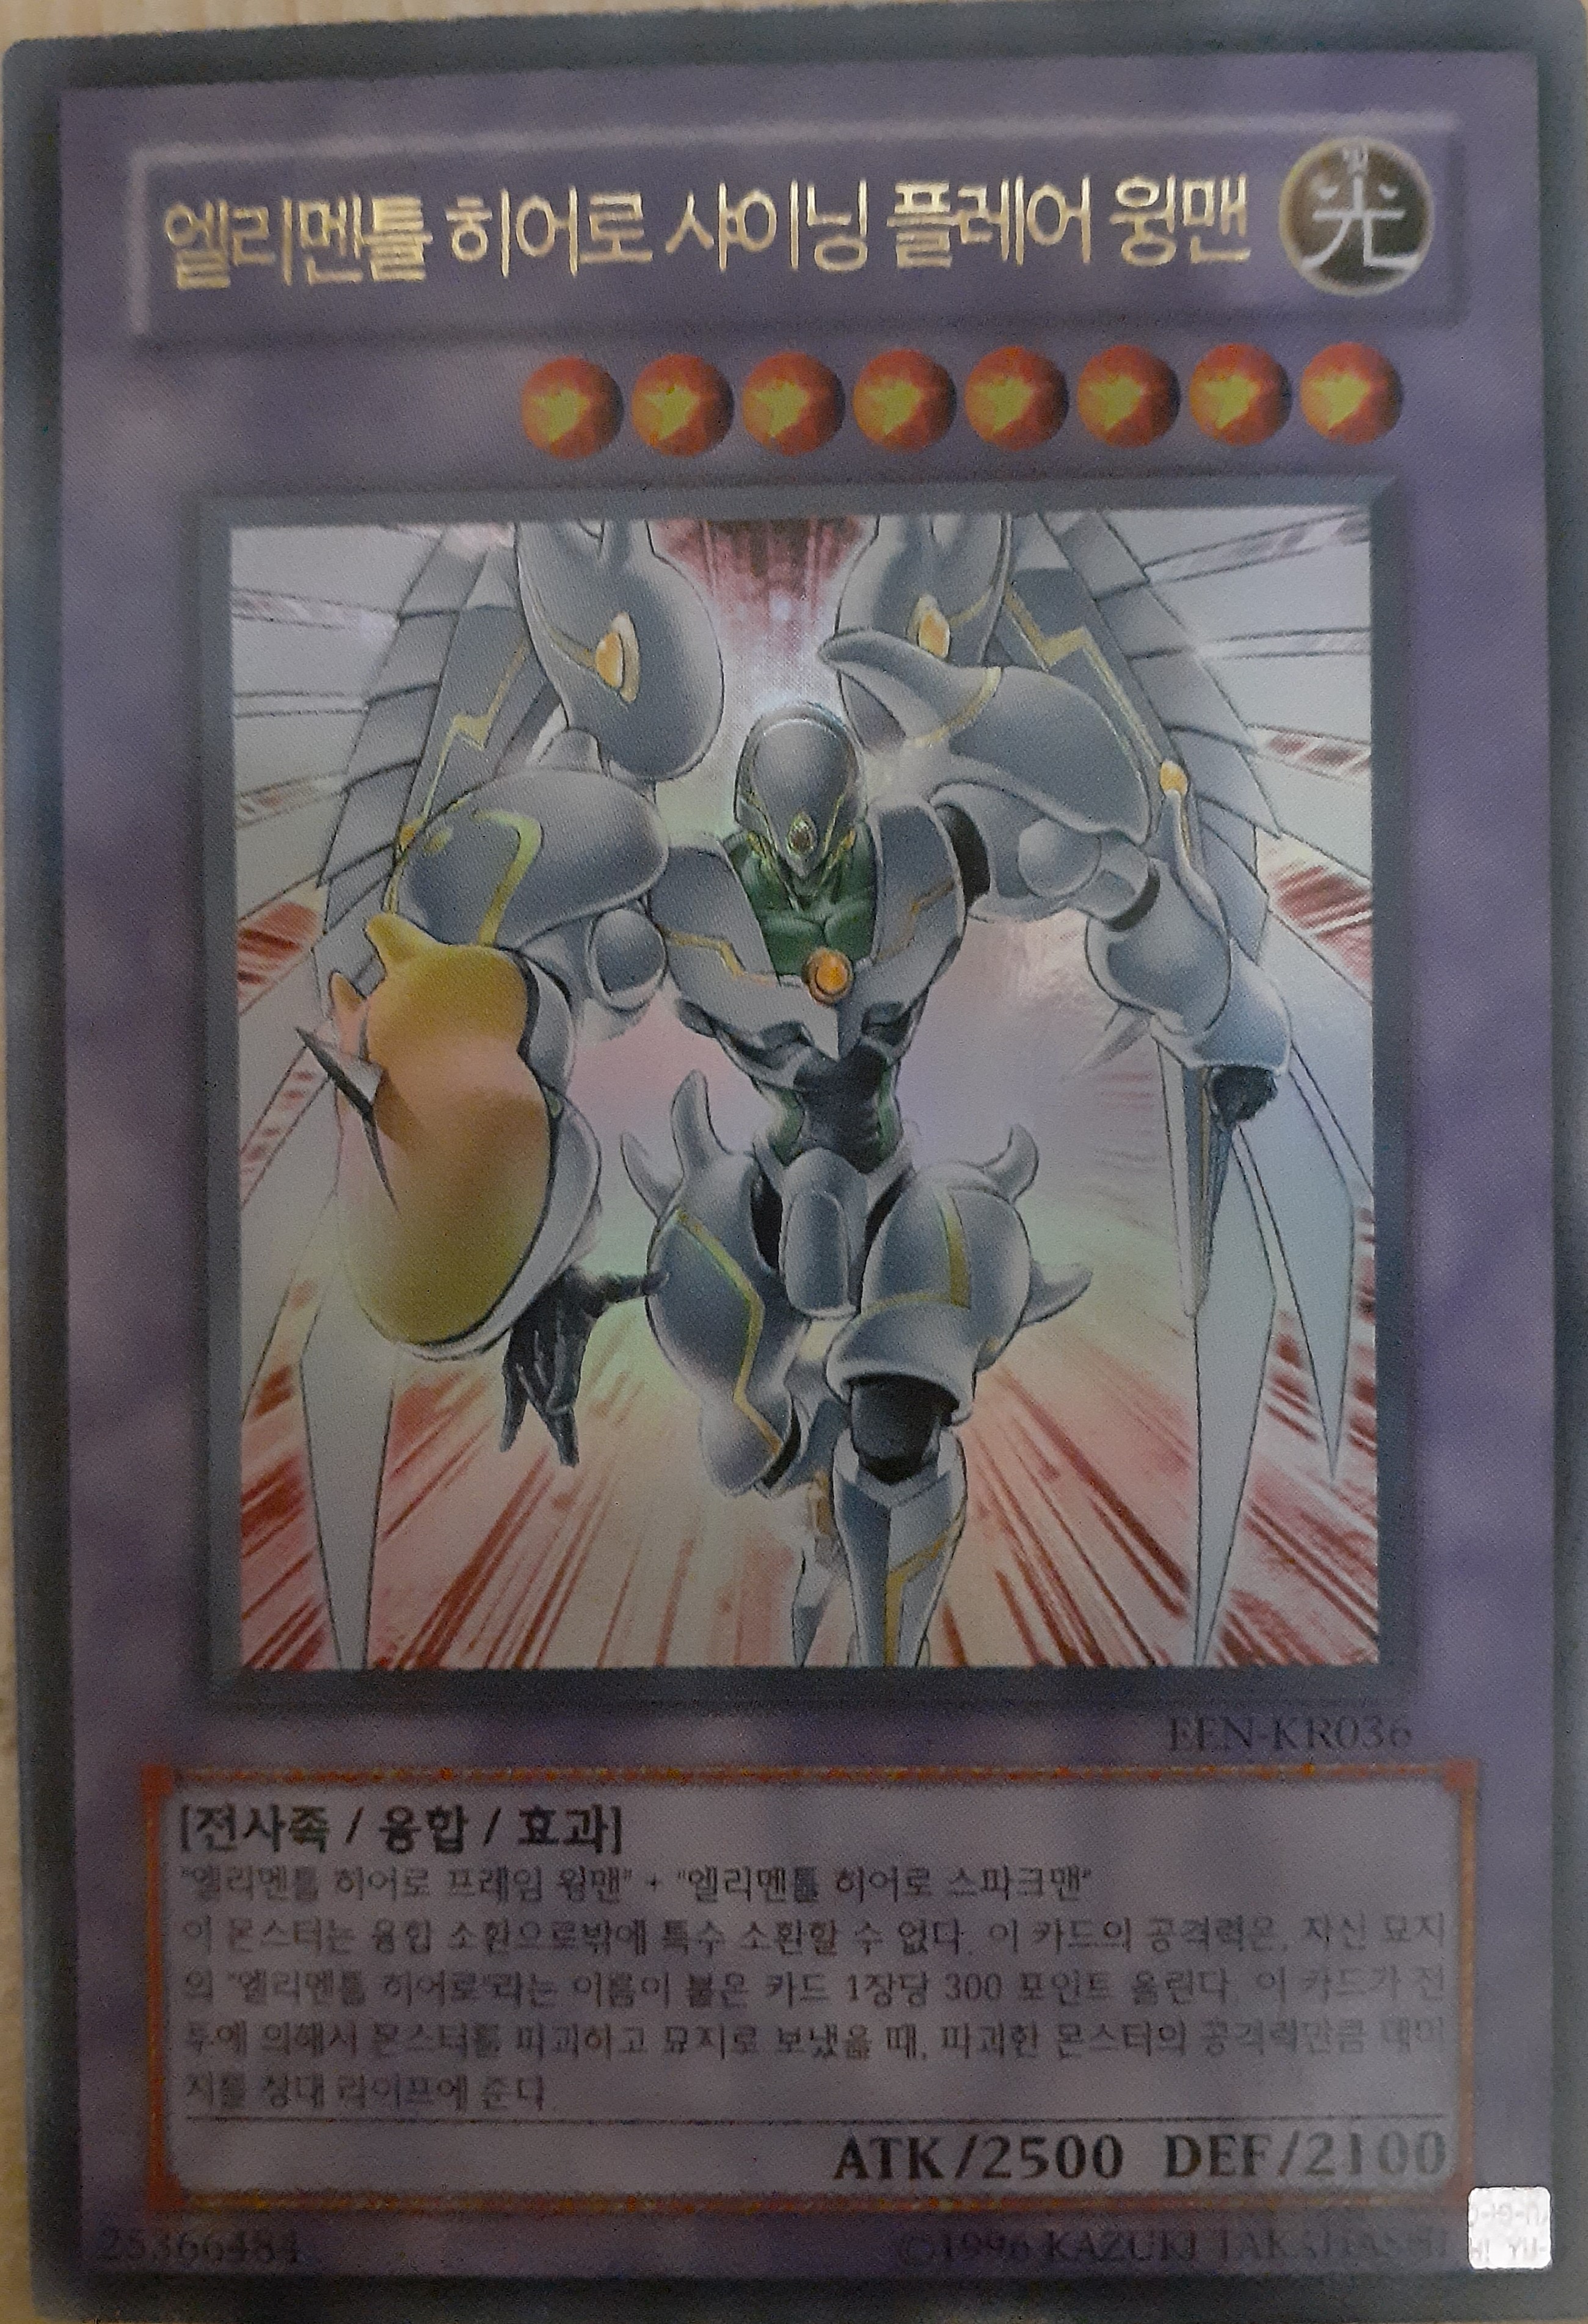 엘리멘틀 히어로 샤이닝 플레어 윙맨
빛
光
EEN-KR036
[전사족 / 융합 / 효과]
"엘리멘틀 히어로 프레임 윙맨" + "엘리멘틀 히어로 스파크맨"
이 몬스터는 융합 소환으로밖에 특수 소환할 수 없다. 이 카드의 공격력은, 자신 묘지
의 "엘리멘틀 히어로"라는 이름이 붙은 카드 1장당 300 포인트 올린다. 이 카드가 전
투에 의해서 몬스터를 파괴하고 묘지로 보냈을 때, 파괴한 몬스터의 공격력만큼 데미
지를 상대 라이프에 준다.
ATK/2500 DEF/2100
25366484
©1996 KAZUKI TAKAHASHI